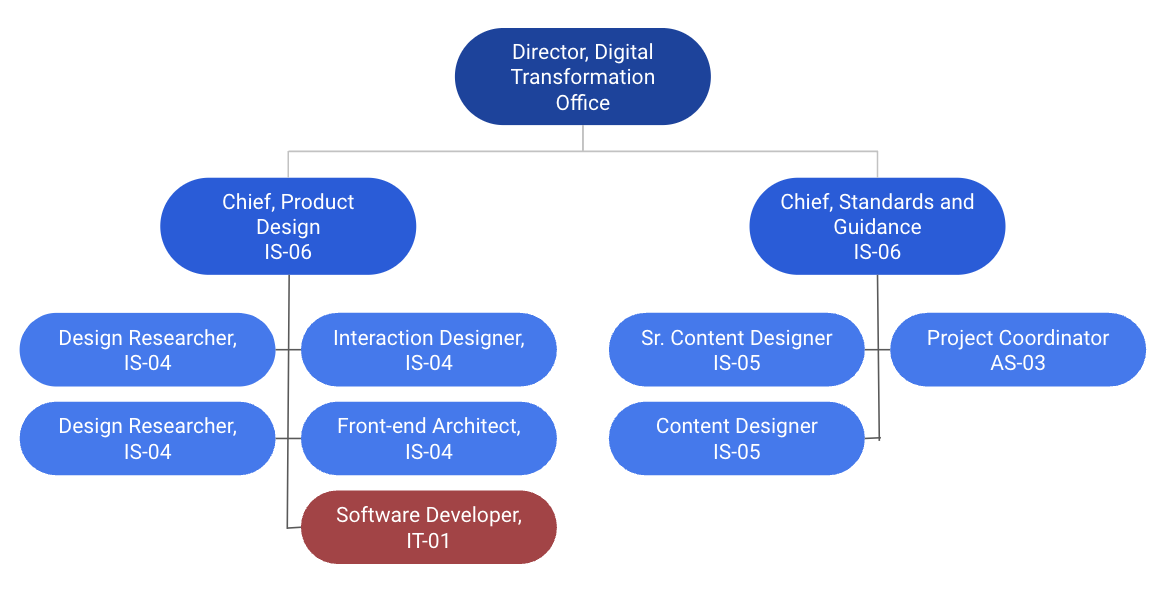 Director, Digital
Transformation
Office
Chief, Product
Design
IS-06
Chief, Standards and
Guidance
IS-06
Design Researcher,
IS-04
Interaction Designer,
IS-04
Sr. Content Designer
IS-05
Project Coordinator
AS-03
Design Researcher,
IS-04
Front-end Architect,
IS-04
Content Designer
IS-05
Software Developer,
IT-01